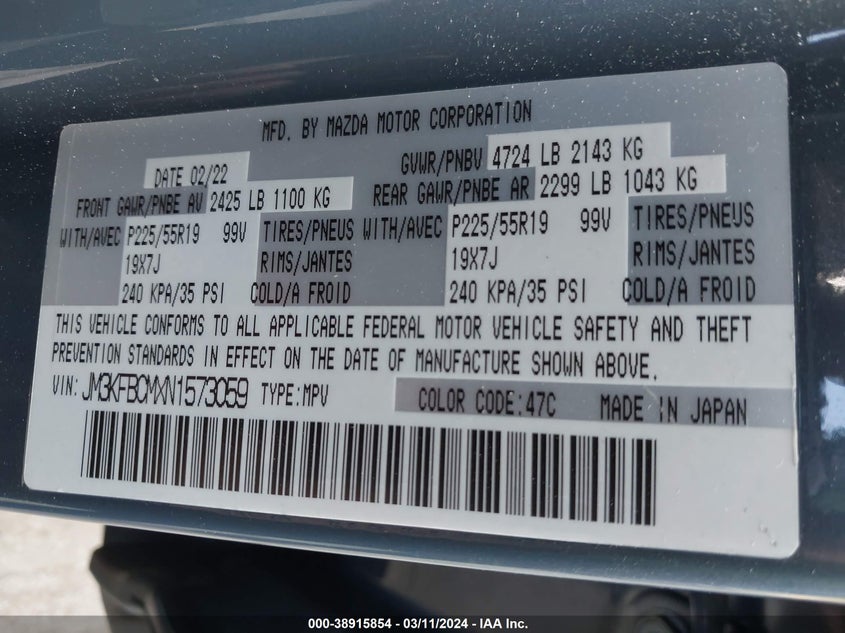 MFD. BY MAZDA MOTOR CORPORATION
DATE 02/22 GVWR/PNBV 4724 LB 2143 KG
FRONT GAWR/PNBE AV 2425 LB 1100 KG REAR GAWR/PNBE AR 2299 LB 1043 KG
WITH/AVEC P225/55R19 99V TIRES/PNEUS WITH/AVEC P225/55R19 99V TIRES/PNEUS
19X7J RIMS/JANTES 19X7J RIMS/JANTES
240 KPA/35 PSI COLD/A FROID 240 KPA/35 PSI COLD/A FROID
THIS VEHICLE CONFORMS TO ALL APPLICABLE FEDERAL MOTOR VEHICLE SAFETY AND THEFT
PREVENTION STANDARDS IN EFFECT ON THE DATE OF MANUFACTURE SHOWN ABOVE.
VIN: JM3KFBCMXN1573059 TYPE:MPV COLOR CODE:47C MADE IN JAPAN
000-38915854 - 03/11/2024 - IAA Inc.